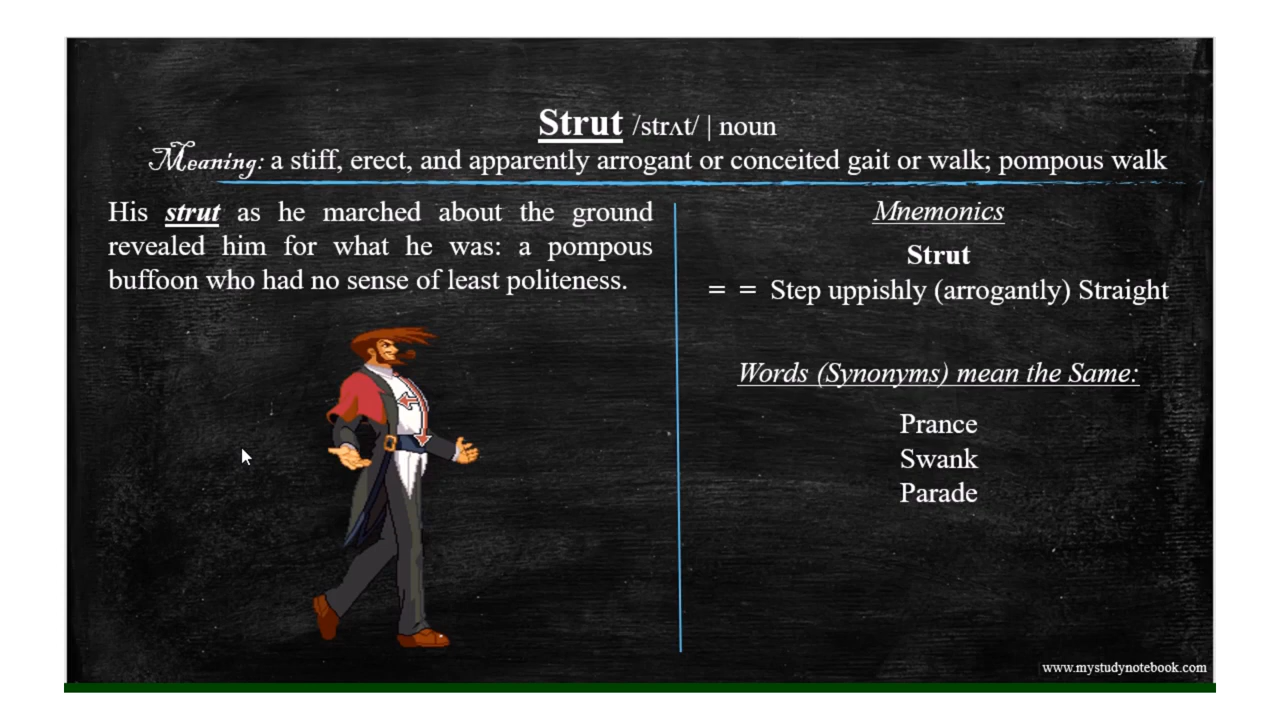 Strut /strʌt/ | noun
Meaning: a stiff, erect, and apparently arrogant or conceited gait or walk; pompous walk
His strut as he marched about the ground
revealed him for what he was: a pompous
buffoon who had no sense of least politeness.
Mnemonics
Strut
= = Step uppishly (arrogantly) Straight
Words (Synonyms) mean the Same:
Prance
Swank
Parade
www.mystudynotebook.com